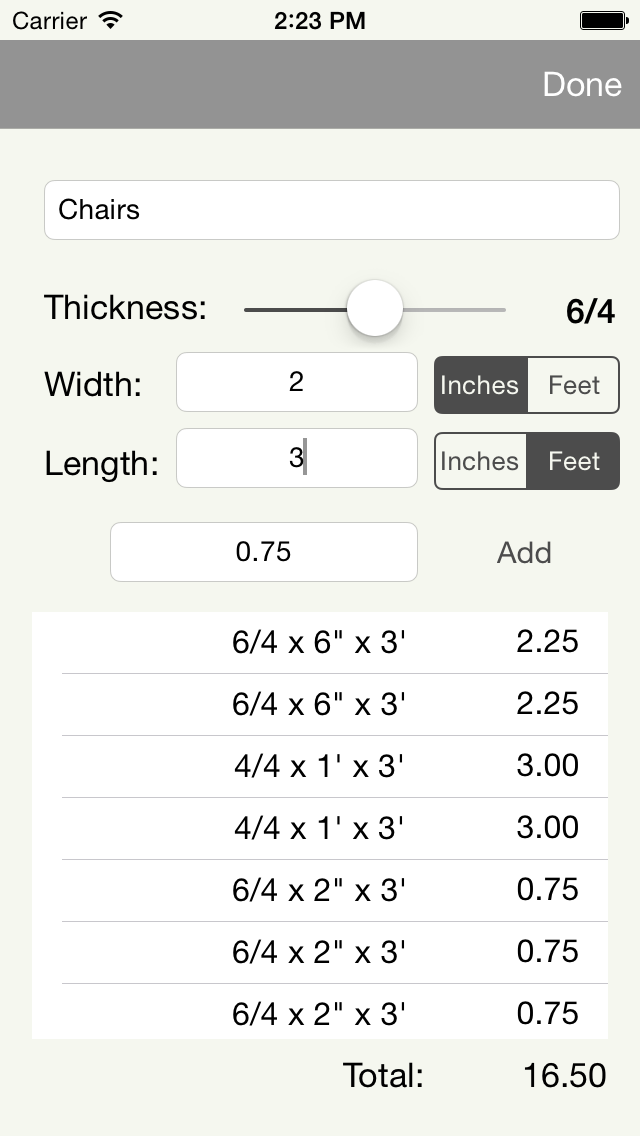 Carrier 2:23 PM
Done
Chairs
Thickness: 6/4
Width: 2 Inches Feet
Length: 3 Inches Feet
0.75 Add
6/4 x 6" x 3' 2.25
6/4 x 6" x 3' 2.25
4/4 x 1' x 3' 3.00
4/4 x 1' x 3' 3.00
6/4 x 2" x 3' 0.75
6/4 x 2" x 3' 0.75
6/4 x 2" x 3' 0.75
Total: 16.50